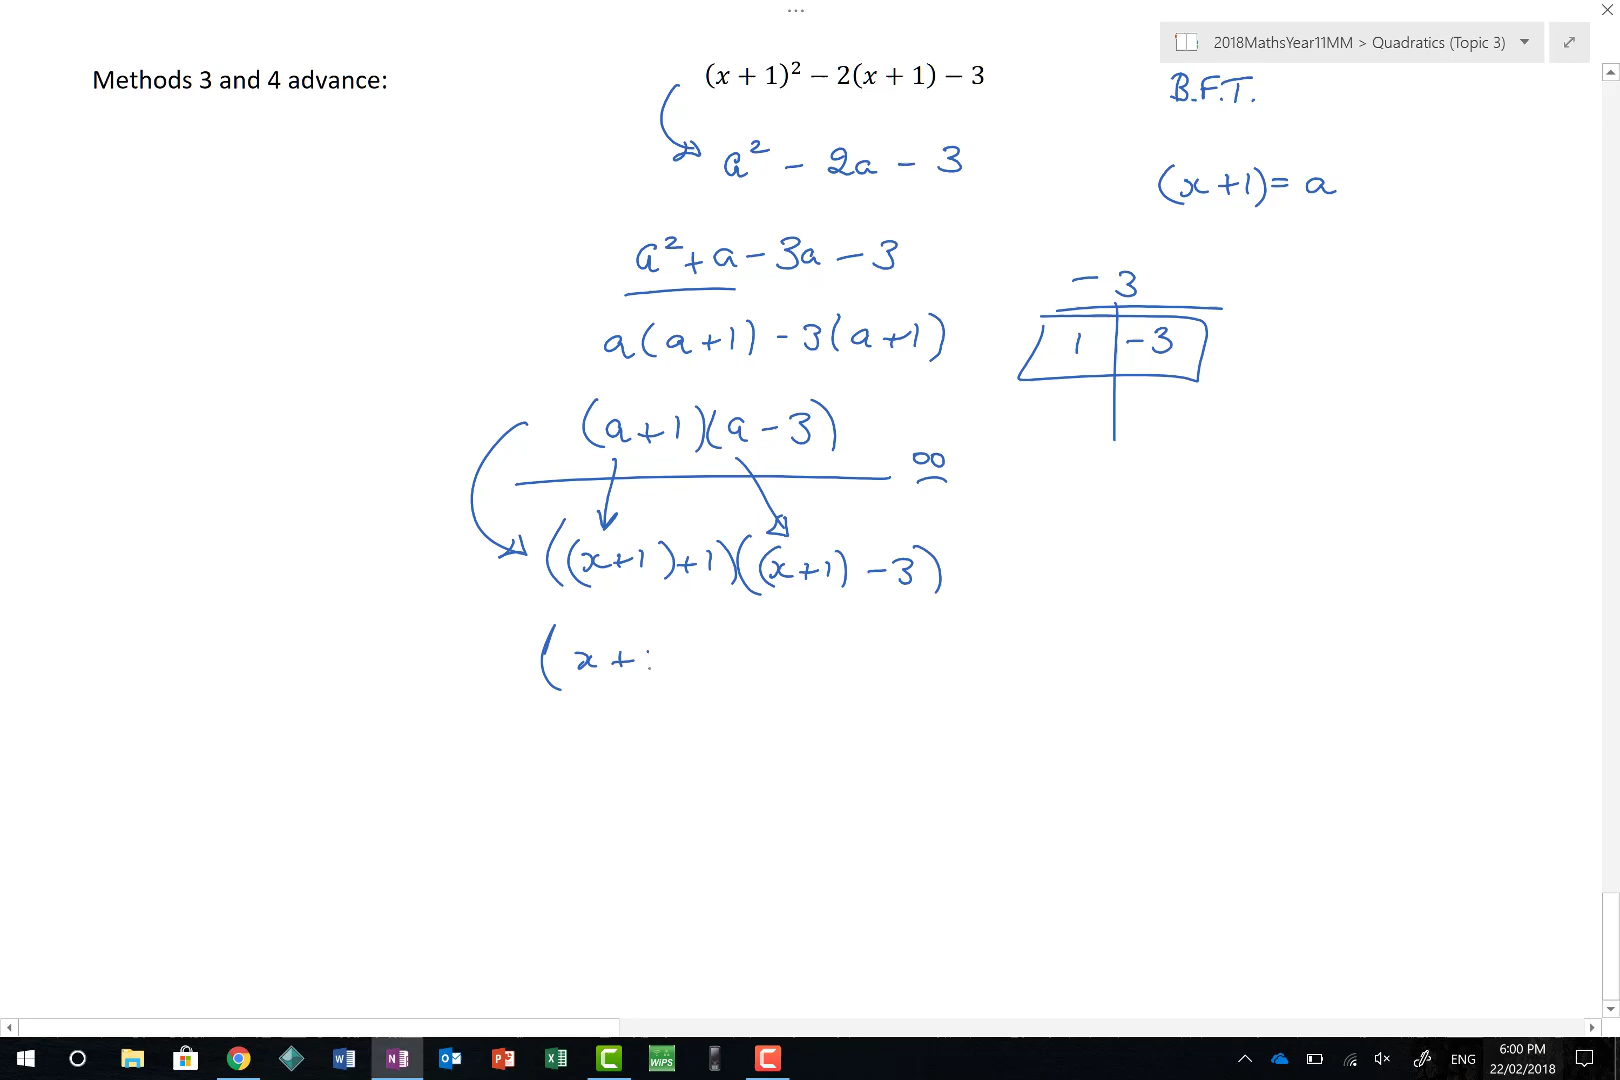 2018MathsYear11MM > Quadratics (Topic 3)
Methods 3 and 4 advance:
(x + 1)² − 2(x + 1) − 3
B.F.T.
a² − 2a − 3
(x+1)= a
a² + a − 3a − 3
− 3
a(a+1) − 3(a+1)
1 −3
(a+1)(a−3)
((x+1)+1)((x+1)−3)
(x +
WiPS
ENG
6:00 PM
22/02/2018